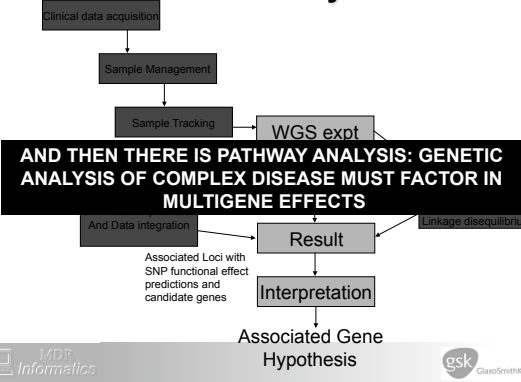 Clinical data acquisition
Sample Management
Sample Tracking
WGS expt
AND THEN THERE IS PATHWAY ANALYSIS: GENETIC
ANALYSIS OF COMPLEX DISEASE MUST FACTOR IN
MULTIGENE EFFECTS
And Data integration
Linkage disequilibriu
Result
Associated Loci with
SNP functional effect
predictions and
candidate genes
Interpretation
Associated Gene
Hypothesis
MDR
Informatics
gsk
GlaxoSmithK